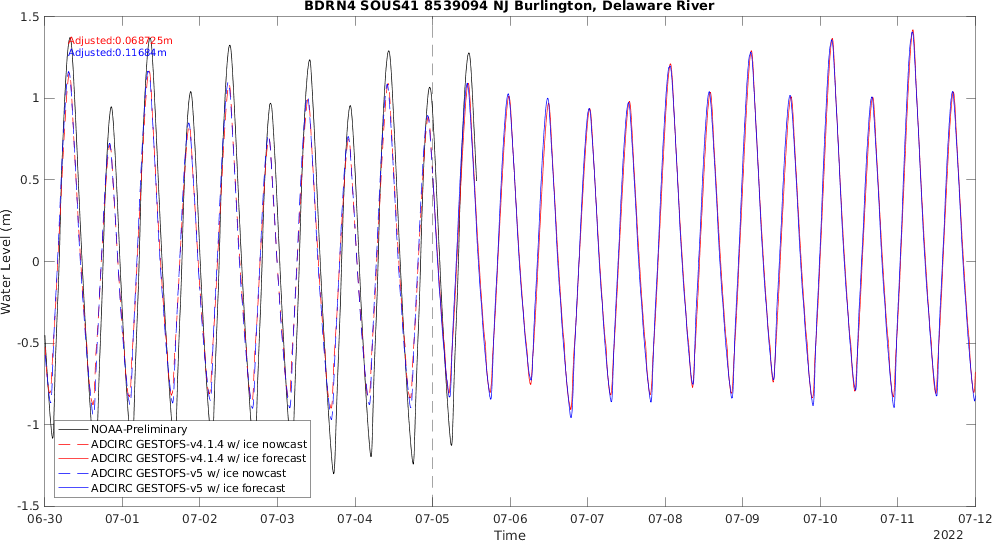 BDRN4 SOUS41 8539094 NJ Burlington, Delaware River
Adjusted:0.068725m
Adjusted:0.11684m
1.5
1
0.5
0
-0.5
-1
-1.5
Water Level (m)
NOAA-Preliminary
ADCIRC GESTOFS-v4.1.4 w/ ice nowcast
ADCIRC GESTOFS-v4.1.4 w/ ice forecast
ADCIRC GESTOFS-v5 w/ ice nowcast
ADCIRC GESTOFS-v5 w/ ice forecast
06-30 07-01 07-02 07-03 07-04 07-05 07-06 07-07 07-08 07-09 07-10 07-11 07-12
Time
2022